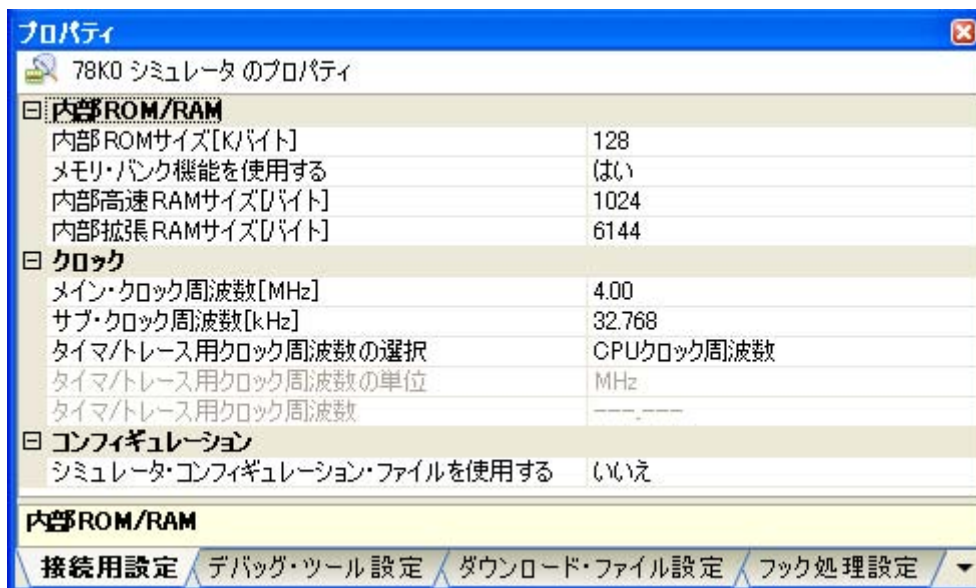 プロパティ
78K0 シミュレータ のプロパティ
内部ROM/RAM
内部ROMサイズ[Kバイト] 128
メモリ・バンク機能を使用する はい
内部高速RAMサイズ[バイト] 1024
内部拡張RAMサイズ[バイト] 6144
クロック
メイン・クロック周波数[MHz] 4.00
サブ・クロック周波数[kHz] 32.768
タイマ/トレース用クロック周波数の選択 CPUクロック周波数
タイマ/トレース用クロック周波数の単位 MHz
タイマ/トレース用クロック周波数 ---.---
コンフィギュレーション
シミュレータ・コンフィギュレーション・ファイルを使用する いいえ
内部ROM/RAM
接続用設定 デバッグ・ツール設定 ダウンロード・ファイル設定 フック処理設定